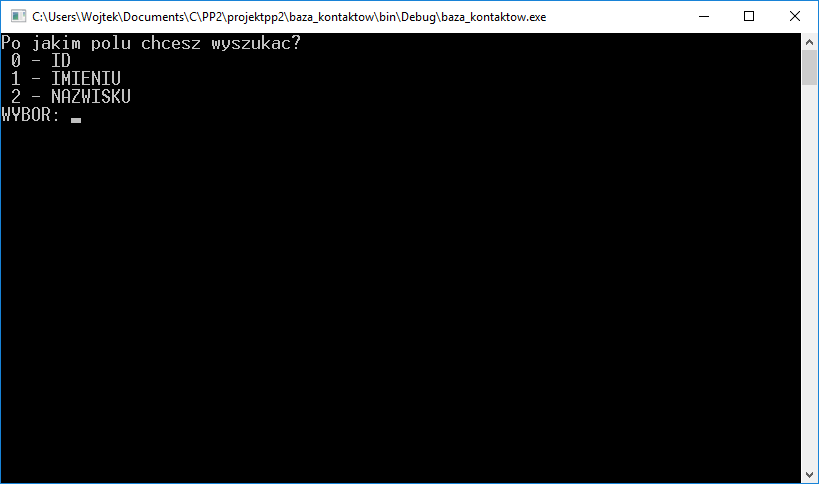 C:\Users\Wojtek\Documents\C\PP2\projektpp2\baza_kontaktow\bin\Debug\baza_kontaktow.exe
Po jakim polu chcesz wyszukac?
0 - ID
1 - IMIENIU
2 - NAZWISKU
WYBOR: